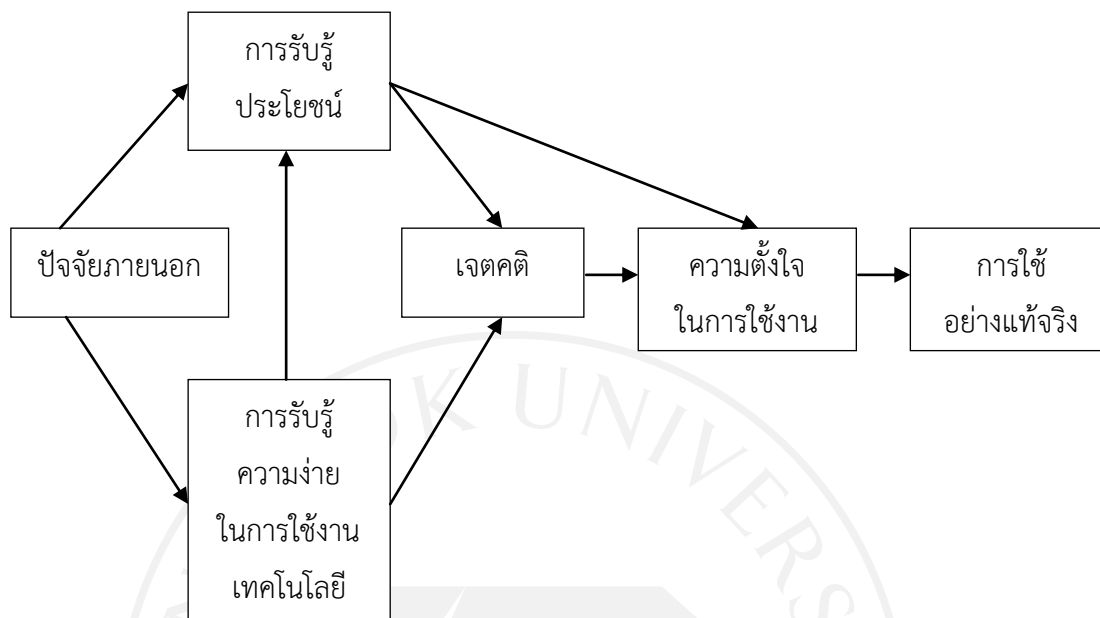 การรับรู้
ประโยชน์
ปัจจัยภายนอก
เจตคติ
ความตั้งใจ
ในการใช้งาน
การใช้
อย่างแท้จริง
การรับรู้
ความง่าย
ในการใช้งาน
เทคโนโลยี
UNIVERS